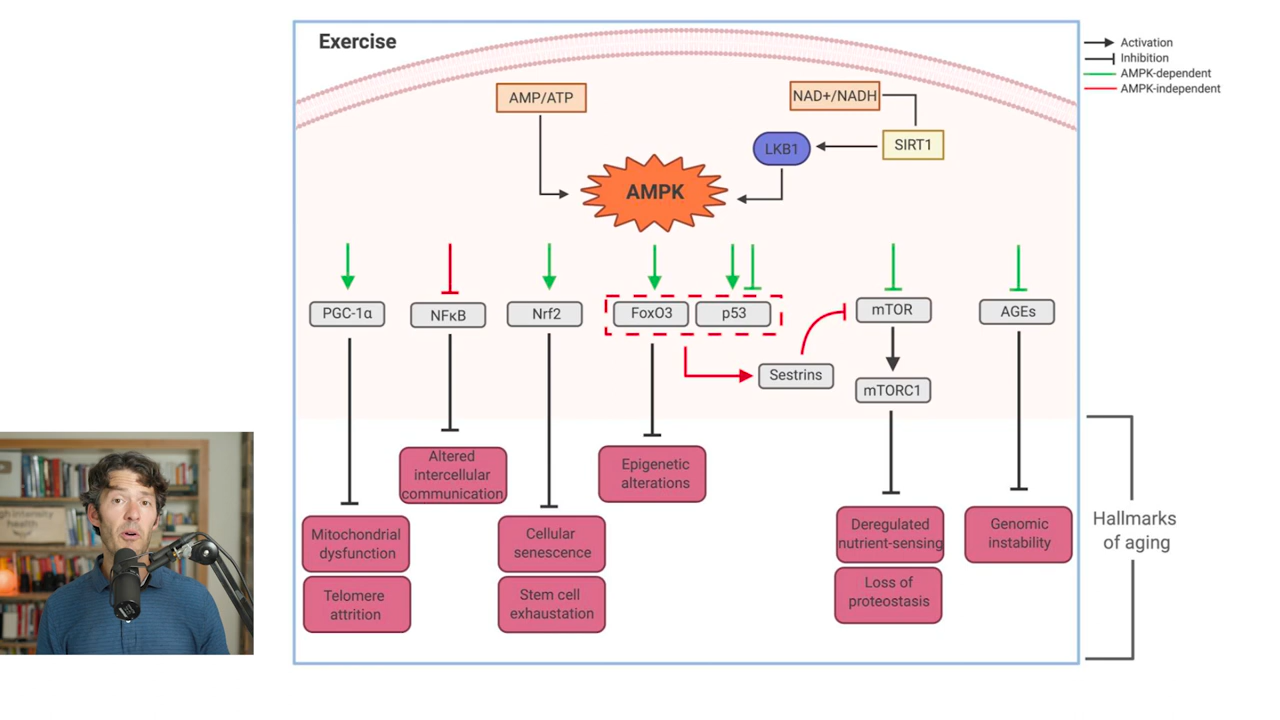 Exercise
Activation
Inhibition
AMPK-dependent
AMPK-independent
AMP/ATP
NAD+/NADH
LKB1
SIRT1
AMPK
PGC-1α
NFκB
Nrf2
FoxO3
p53
mTOR
AGEs
Sestrins
mTORC1
Altered
intercellular
communication
Epigenetic
alterations
Mitochondrial
dysfunction
Telomere
attrition
Cellular
senescence
Stem cell
exhaustation
Deregulated
nutrient-sensing
Loss of
proteostasis
Genomic
instability
Hallmarks
of aging
health